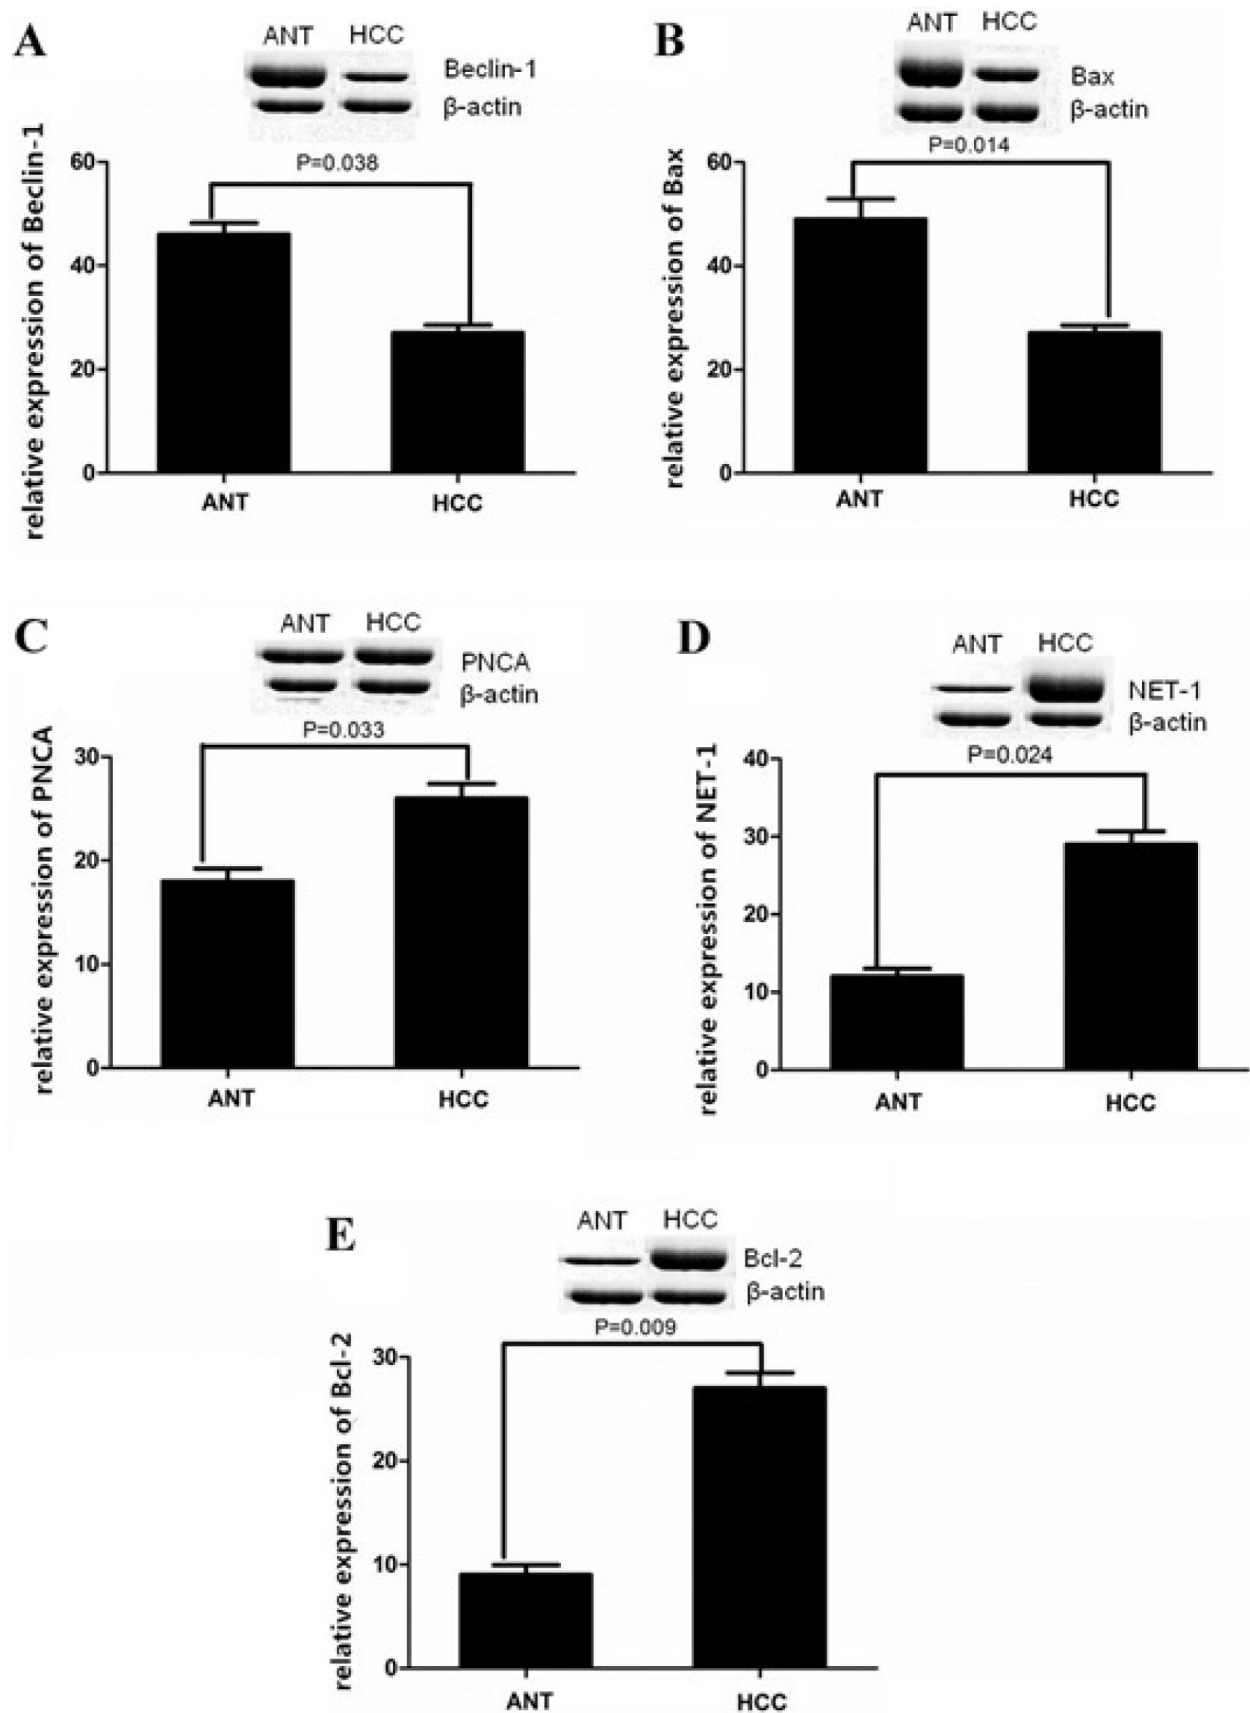 A
ANT HCC
Beclin-1
β-actin
P=0.038
relative expression of Beclin-1
60
40
20
0
ANT HCC
B
ANT HCC
Bax
β-actin
P=0.014
relative expression of Bax
60
40
20
0
ANT HCC
C
ANT HCC
PNCA
β-actin
P=0.033
relative expression of PNCA
30
20
10
0
ANT HCC
D
ANT HCC
NET-1
β-actin
P=0.024
relative expression of NET-1
40
30
20
10
0
ANT HCC
E
ANT HCC
Bcl-2
β-actin
P=0.009
relative expression of Bcl-2
30
20
10
0
ANT HCC